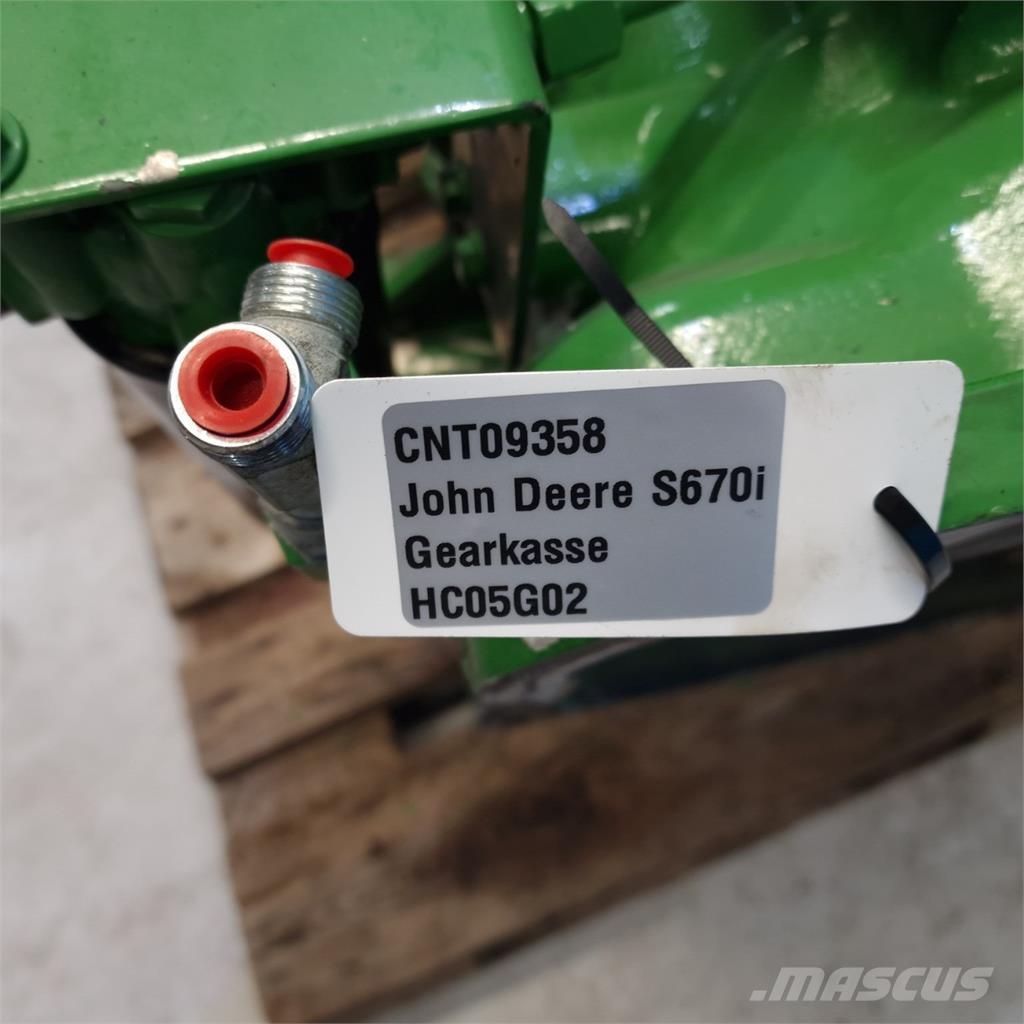 CNT09358
John Deere S670i
Gearkasse
HC05G02
.MASCUS